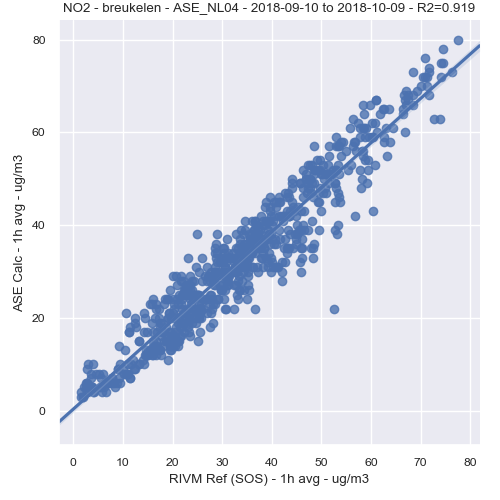 NO2 - breukelen - ASE_NL04 - 2018-09-10 to 2018-10-09 - R2=0.919
80
60
40
20
0
ASE Calc - 1h avg - ug/m3
0 10 20 30 40 50 60 70 80
RIVM Ref (SOS) - 1h avg - ug/m3